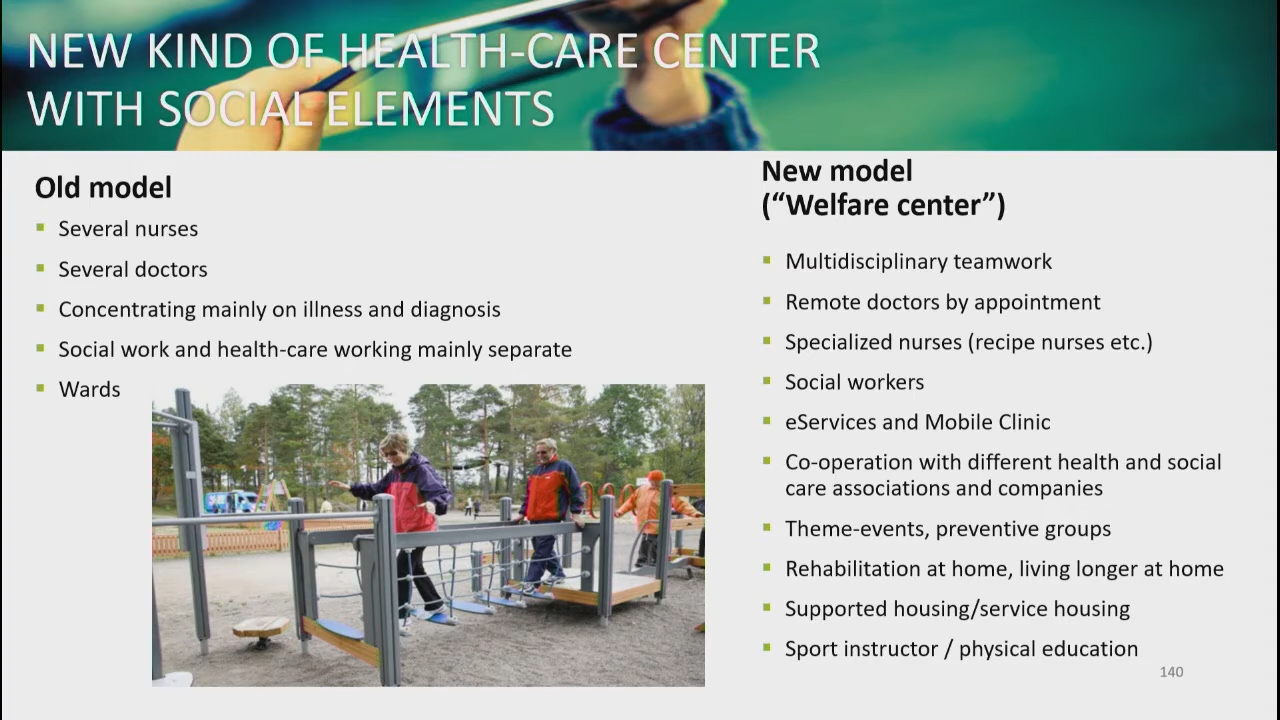 NEW KIND OF HEALTH-CARE CENTER
WITH SOCIAL ELEMENTS
Old model
Several nurses
Several doctors
Concentrating mainly on illness and diagnosis
Social work and health-care working mainly separate
Wards
New model
(“Welfare center”)
Multidisciplinary teamwork
Remote doctors by appointment
Specialized nurses (recipe nurses etc.)
Social workers
eServices and Mobile Clinic
Co-operation with different health and social
care associations and companies
Theme-events, preventive groups
Rehabilitation at home, living longer at home
Supported housing/service housing
Sport instructor / physical education
140